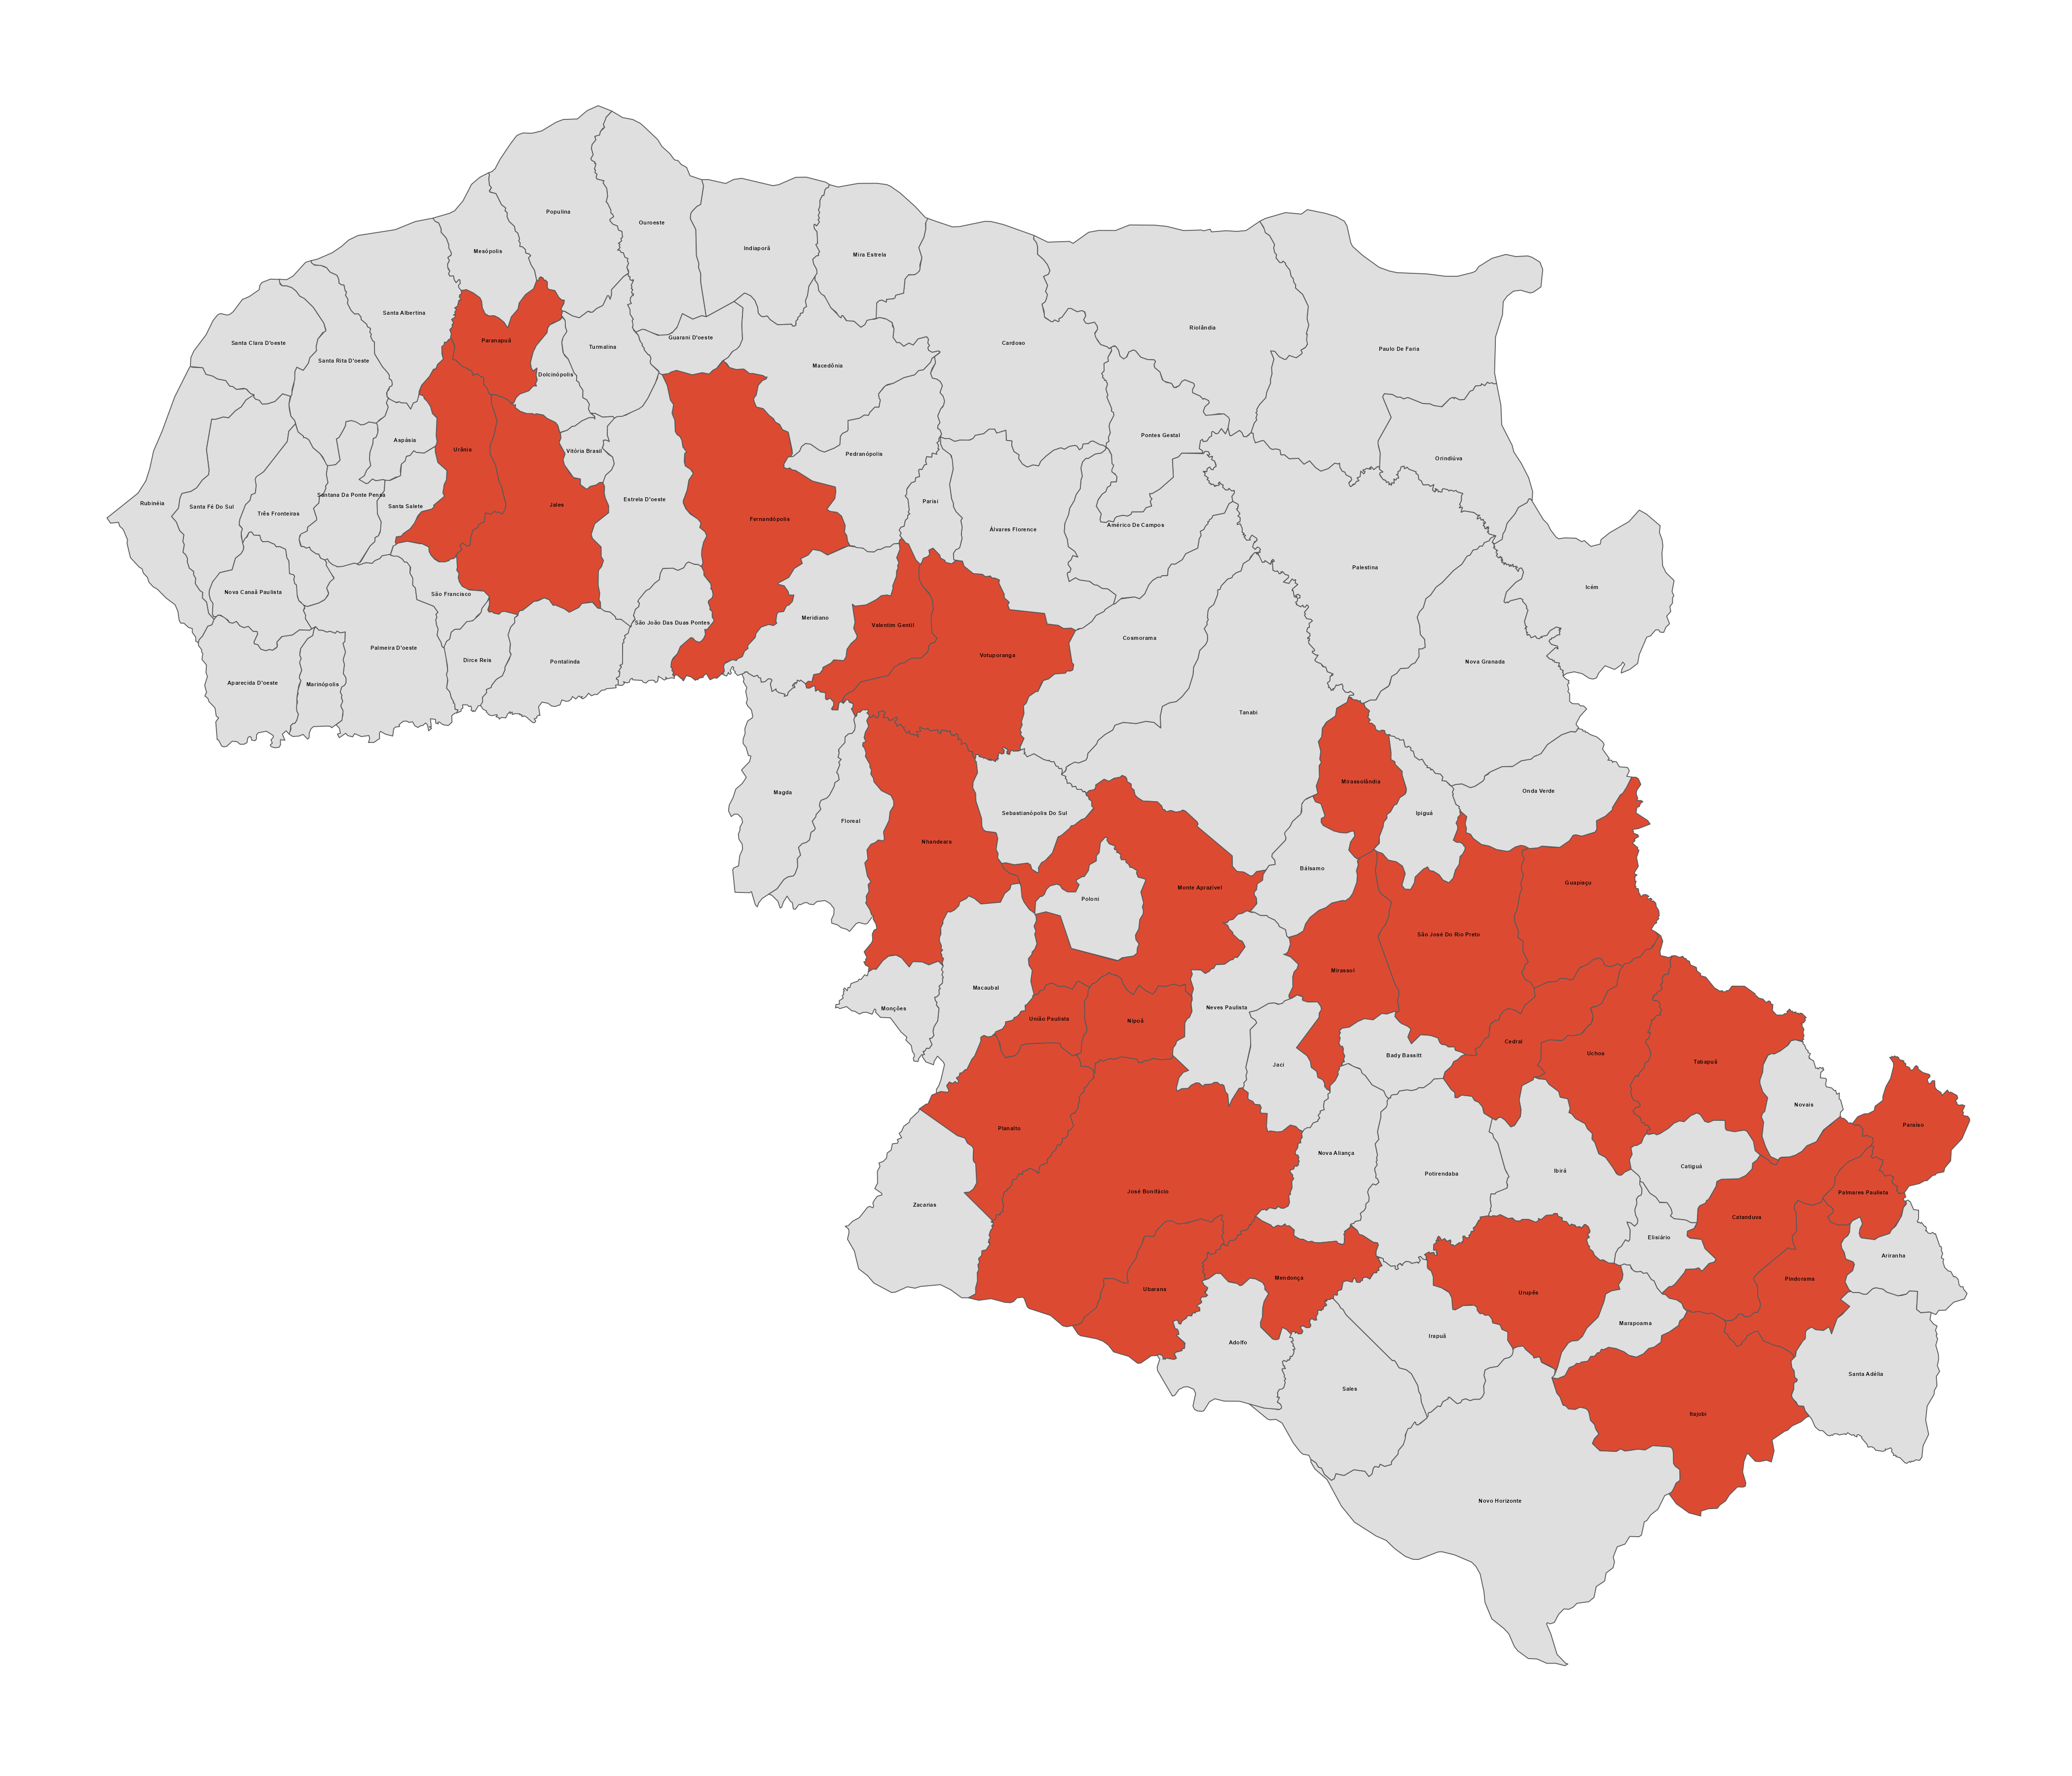 Populina
Ouroeste
Indiaporã
Mesópolis
Mira Estrela
Santa Albertina
Riolândia
Guarani D'oeste
Paranapuã
Santa Clara D'oeste
Cardoso
Turmalina
Paulo De Faria
Santa Rita D'oeste
Macedônia
Dolcinópolis
Pontes Gestal
Aspásia
Urânia
Vitória Brasil
Pedranópolis
Orindiúva
Santana Da Ponte Pensa
Estrela D'oeste
Parisi
Rubinéia
Jales
Santa Salete
Santa Fé Do Sul
Três Fronteiras
Fernandópolis
Américo De Campos
Álvares Florence
Palestina
Icém
Nova Canaã Paulista
São Francisco
Meridiano
São João Das Duas Pontes
Valentim Gentil
Cosmorama
Palmeira D'oeste
Votuporanga
Dirce Reis
Pontalinda
Nova Granada
Aparecida D'oeste
Marinópolis
Tanabi
Mirassolândia
Onda Verde
Magda
Sebastianópolis Do Sul
Ipiguá
Floreal
Nhandeara
Bálsamo
Guapiaçu
Monte Aprazível
Poloni
São José Do Rio Preto
Mirassol
Macaubal
Neves Paulista
Monções
União Paulista
Nipoã
Cedral
Uchoa
Bady Bassitt
Tabapuã
Jaci
Novais
Paraíso
Planalto
Nova Aliança
Catiguá
Ibirá
Potirendaba
José Bonifácio
Palmares Paulista
Zacarias
Catanduva
Elisiário
Ariranha
Mendonça
Pindorama
Ubarana
Urupês
Marapoama
Irapuã
Adolfo
Santa Adélia
Sales
Itajobi
Novo Horizonte